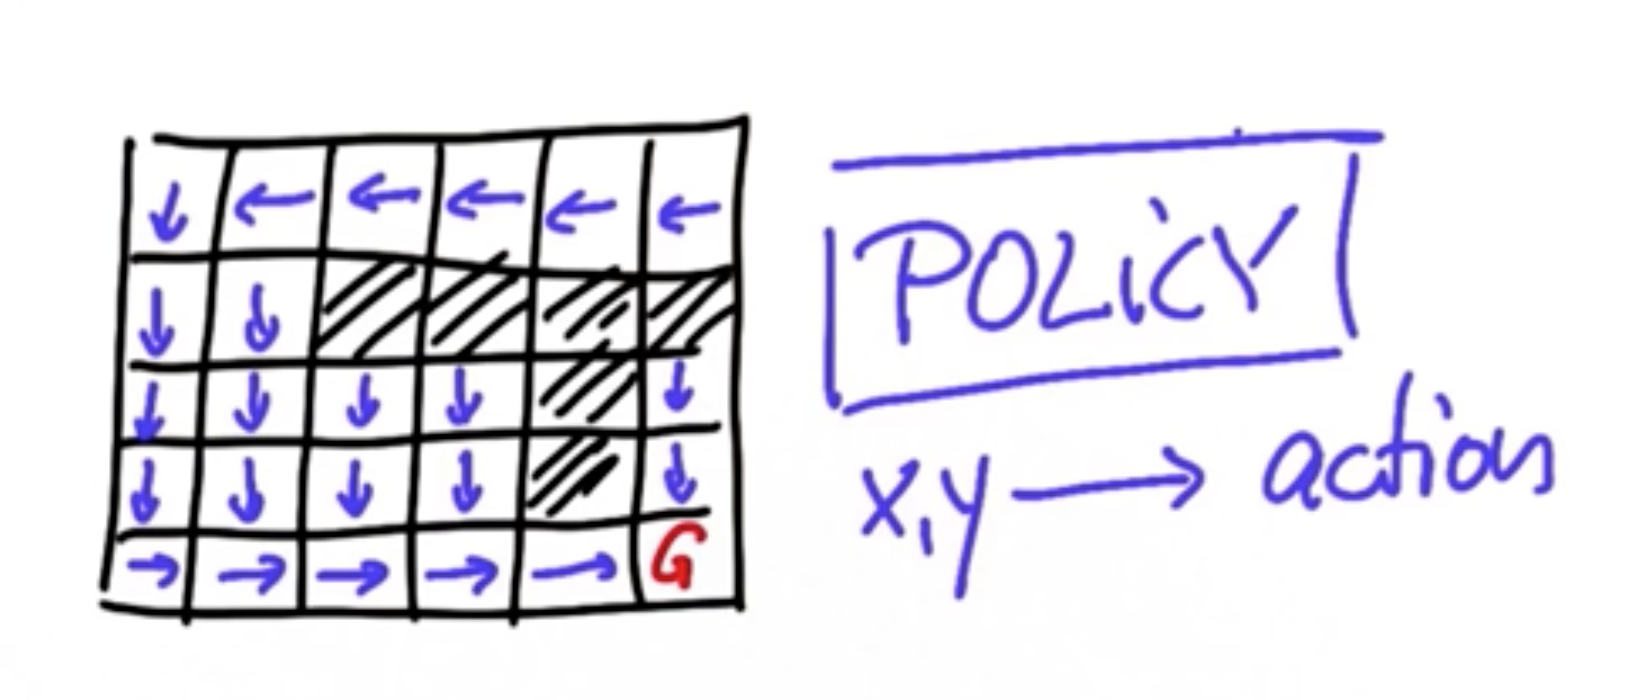 POLiCY
x,y → action
G